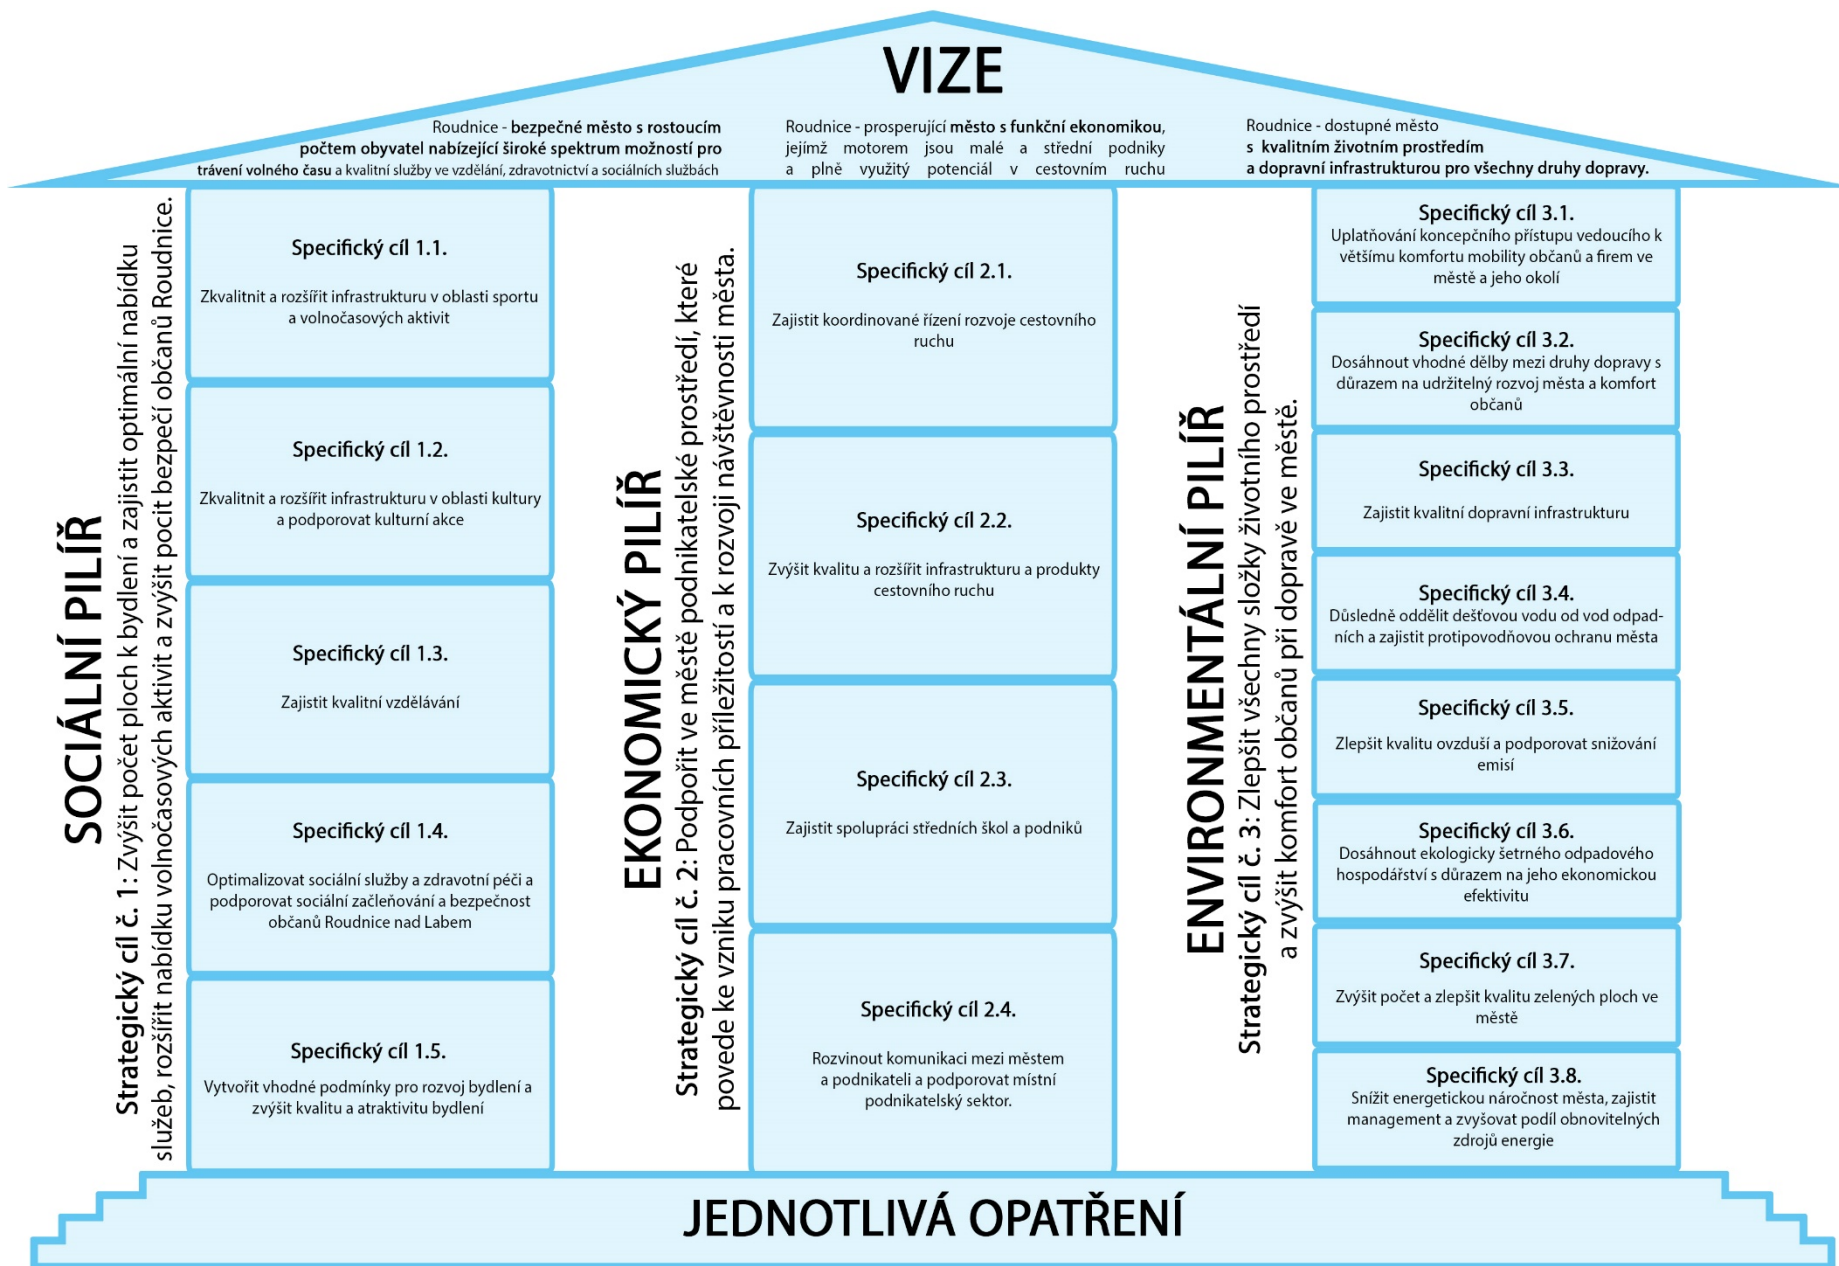 VIZE
Roudnice - bezpečné město s rostoucím
počtem obyvatel nabízející široké spektrum možností pro
trávení volného času a kvalitní služby ve vzdělání, zdravotnictví a sociálních službách
Roudnice - prosperující město s funkční ekonomikou,
jejímž motorem jsou malé a střední podniky
a plně využitý potenciál v cestovním ruchu
Roudnice - dostupné město
s kvalitním životním prostředím
a dopravní infrastrukturou pro všechny druhy dopravy.
SOCIÁLNÍ PILÍŘ
Strategický cíl č. 1: Zvýšit počet ploch k bydlení a zajistit optimální nabídku
služeb, rozšířit nabídku volnočasových aktivit a zvýšit pocit bezpečí občanů Roudnice.
Specifický cíl 1.1.
Zkvalitnit a rozšířit infrastrukturu v oblasti sportu
a volnočasových aktivit
Specifický cíl 1.2.
Zkvalitnit a rozšířit infrastrukturu v oblasti kultury
a podporovat kulturní akce
Specifický cíl 1.3.
Zajistit kvalitní vzdělávání
Specifický cíl 1.4.
Optimalizovat sociální služby a zdravotní péči a
podporovat sociální začleňování a bezpečnost
občanů Roudnice nad Labem
Specifický cíl 1.5.
Vytvořit vhodné podmínky pro rozvoj bydlení a
zvýšit kvalitu a atraktivitu bydlení
EKONOMICKÝ PILÍŘ
Strategický cíl č. 2: Podpořit ve městě podnikatelské prostředí, které
povede ke vzniku pracovních příležitostí a k rozvoji návštěvnosti města.
Specifický cíl 2.1.
Zajistit koordinované řízení rozvoje cestovního
ruchu
Specifický cíl 2.2.
Zvýšit kvalitu a rozšířit infrastrukturu a produkty
cestovního ruchu
Specifický cíl 2.3.
Zajistit spolupráci středních škol a podniků
Specifický cíl 2.4.
Rozvinout komunikaci mezi městem
a podnikateli a podporovat místní
podnikatelský sektor.
ENVIRONMENTÁLNÍ PILÍŘ
Strategický cíl č. 3: Zlepšit všechny složky životního prostředí
a zvýšit komfort občanů při dopravě ve městě.
Specifický cíl 3.1.
Uplatňování koncepčního přístupu vedoucího k
většímu komfortu mobility občanů a firem ve
městě a jeho okolí
Specifický cíl 3.2.
Dosáhnout vhodné dělby mezi druhy dopravy s
důrazem na udržitelný rozvoj města a komfort
občanů
Specifický cíl 3.3.
Zajistit kvalitní dopravní infrastrukturu
Specifický cíl 3.4.
Důsledně oddělit dešťovou vodu od vod odpad-
ních a zajistit protipovodňovou ochranu města
Specifický cíl 3.5.
Zlepšit kvalitu ovzduší a podporovat snižování
emisí
Specifický cíl 3.6.
Dosáhnout ekologicky šetrného odpadového
hospodářství s důrazem na jeho ekonomickou
efektivitu
Specifický cíl 3.7.
Zvýšit počet a zlepšit kvalitu zelených ploch ve
městě
Specifický cíl 3.8.
Snížit energetickou náročnost města, zajistit
management a zvyšovat podíl obnovitelných
zdrojů energie
JEDNOTLIVÁ OPATŘENÍ